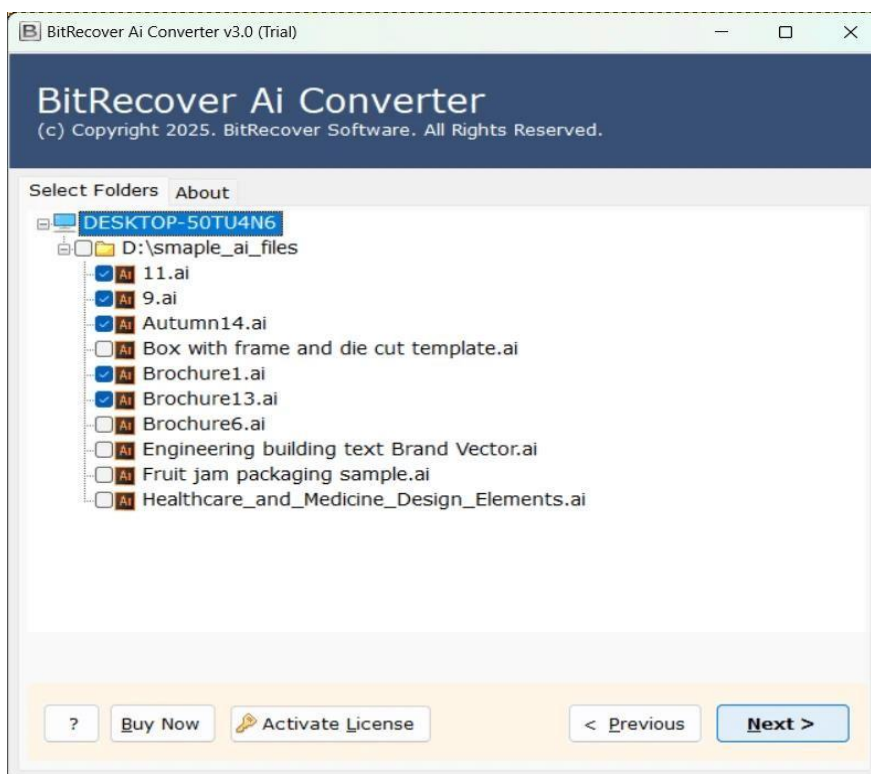 BitRecover Ai Converter v3.0 (Trial)
BitRecover Ai Converter
(c) Copyright 2025. BitRecover Software. All Rights Reserved.
Select Folders About
DESKTOP-50TU4N6
D:\smaple_ai_files
11.ai
9.ai
Autumn14.ai
Box with frame and die cut template.ai
Brochure1.ai
Brochure13.ai
Brochure6.ai
Engineering building text Brand Vector.ai
Fruit jam packaging sample.ai
Healthcare_and_Medicine_Design_Elements.ai
? Buy Now Activate License < Previous Next >